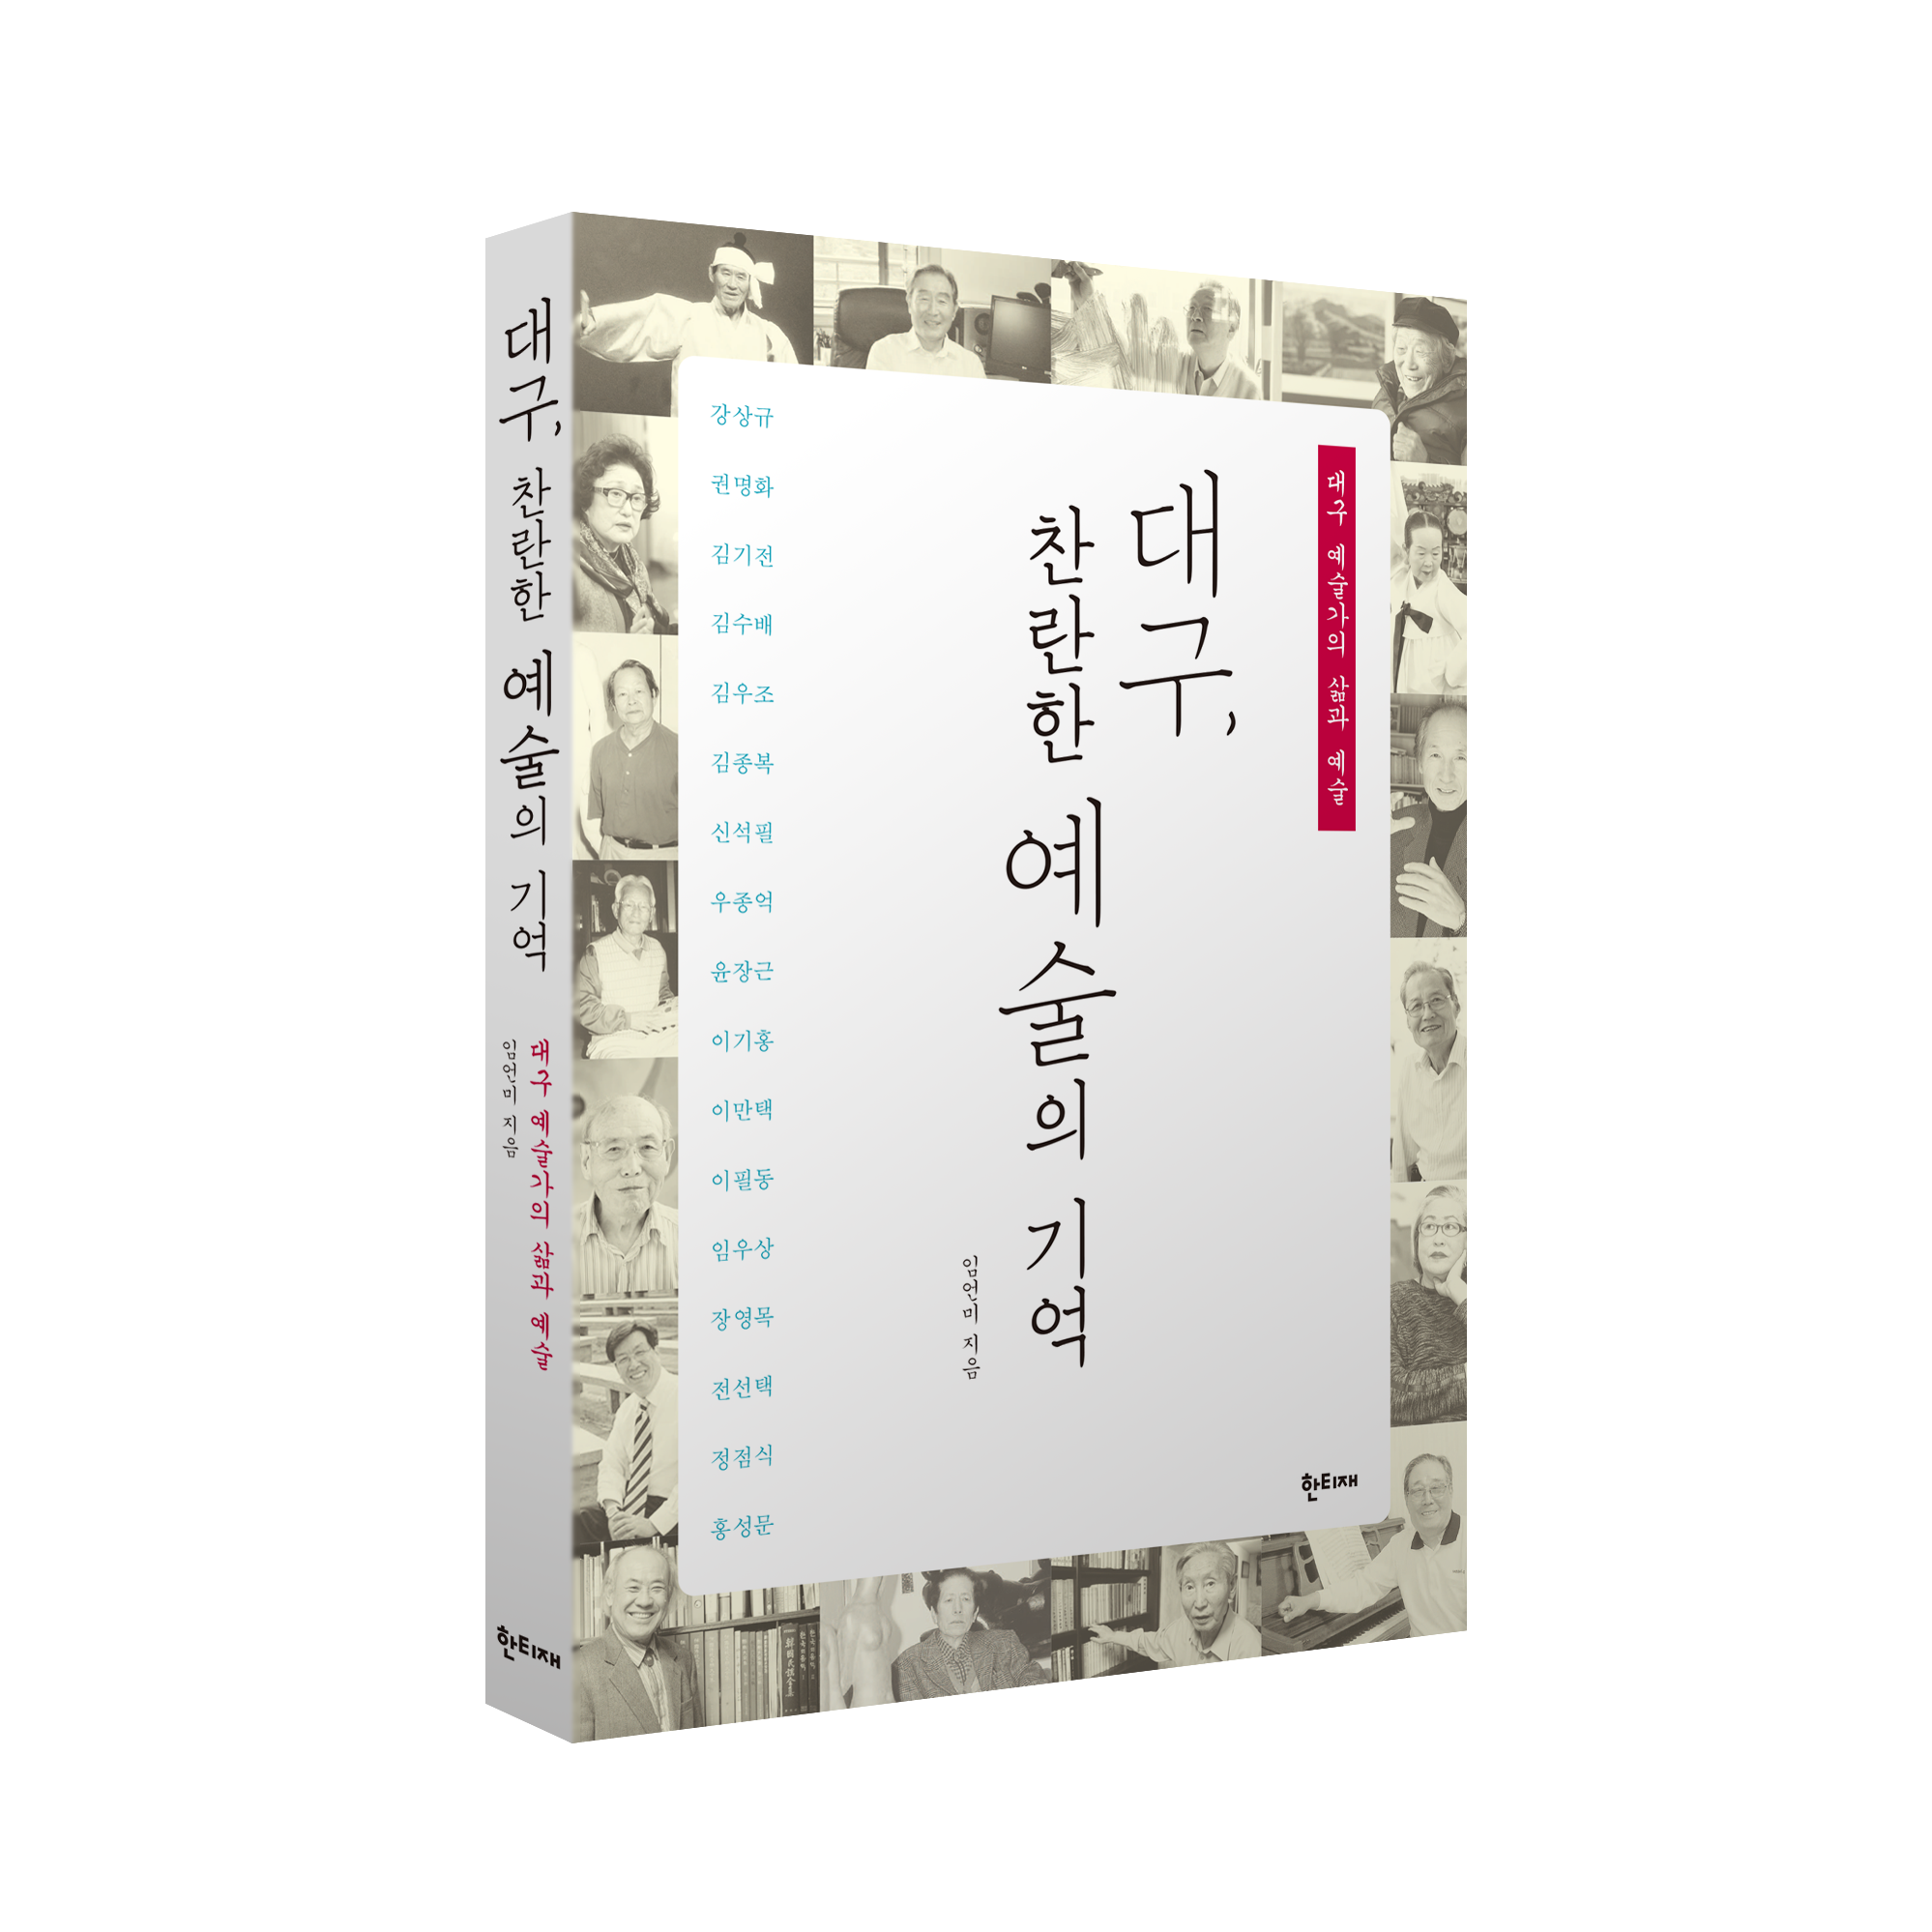 대구, 찬란한 예술의 기억
대구 예술가의 삶과 예술
임언미 지음
한티재
대구 예술가의 삶과 예술
대구,
찬란한 예술의 기억
임언미 지음
강상규
권명화
김기전
김수배
김우조
김종복
신석필
우종억
윤장근
이기홍
이만택
이필동
임우상
장영목
전선택
정점식
홍성문
한티재